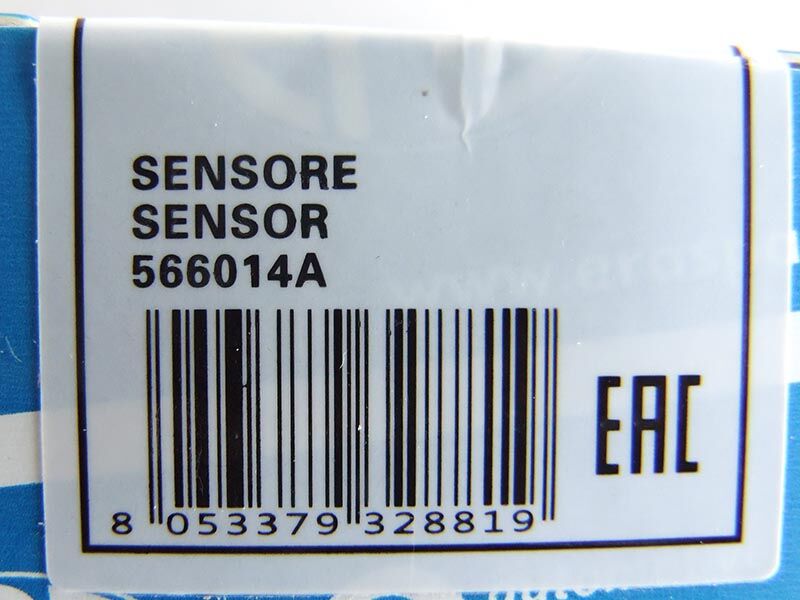 SENSORE
SENSOR
566014A
EAC
8 053379 328819